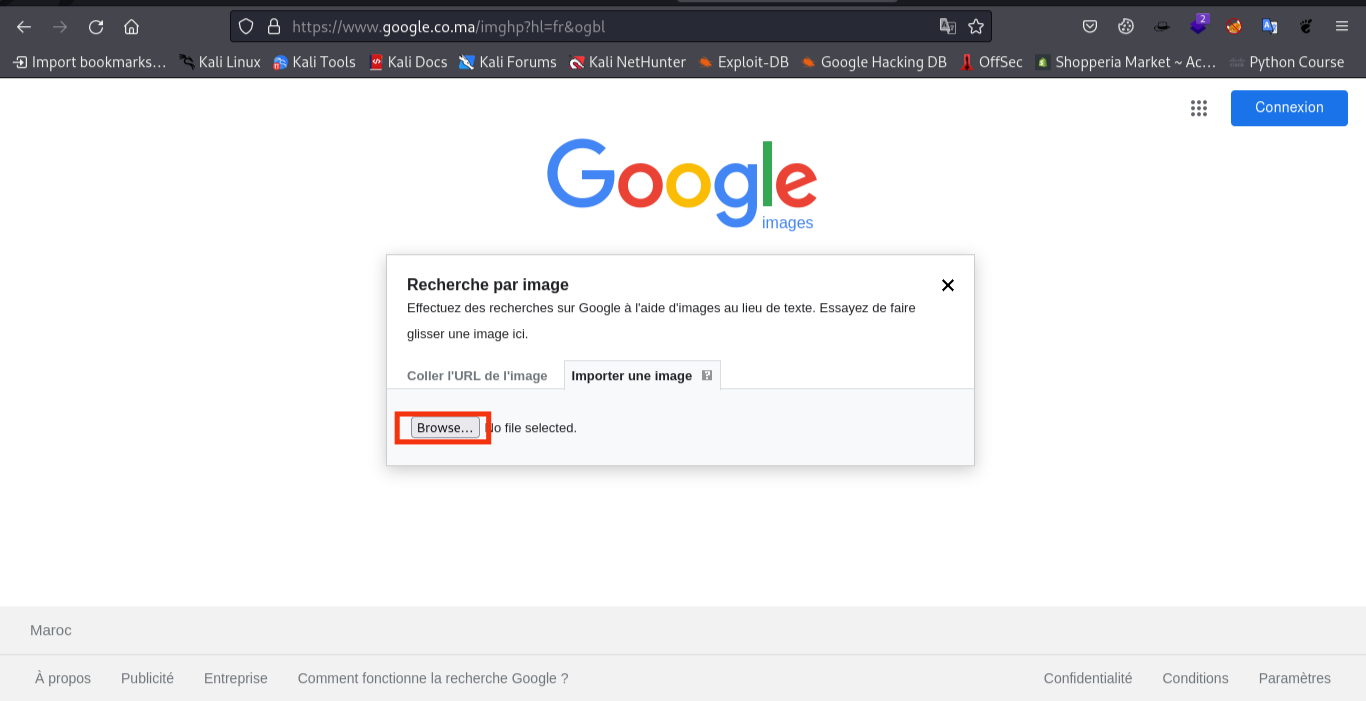 https://www.google.co.ma/imghp?hl=fr&ogbl
2
Import bookmarks... Kali Linux Kali Tools Kali Docs Kali Forums Kali NetHunter Exploit-DB Google Hacking DB OffSec Shopperia Market ~ Ac... Python Course
Connexion
Google
images
Recherche par image
Effectuez des recherches sur Google à l'aide d'images au lieu de texte. Essayez de faire
glisser une image ici.
Coller l'URL de l'image Importer une image ?
Browse... No file selected.
Maroc
À propos Publicité Entreprise Comment fonctionne la recherche Google ? Confidentialité Conditions Paramètres